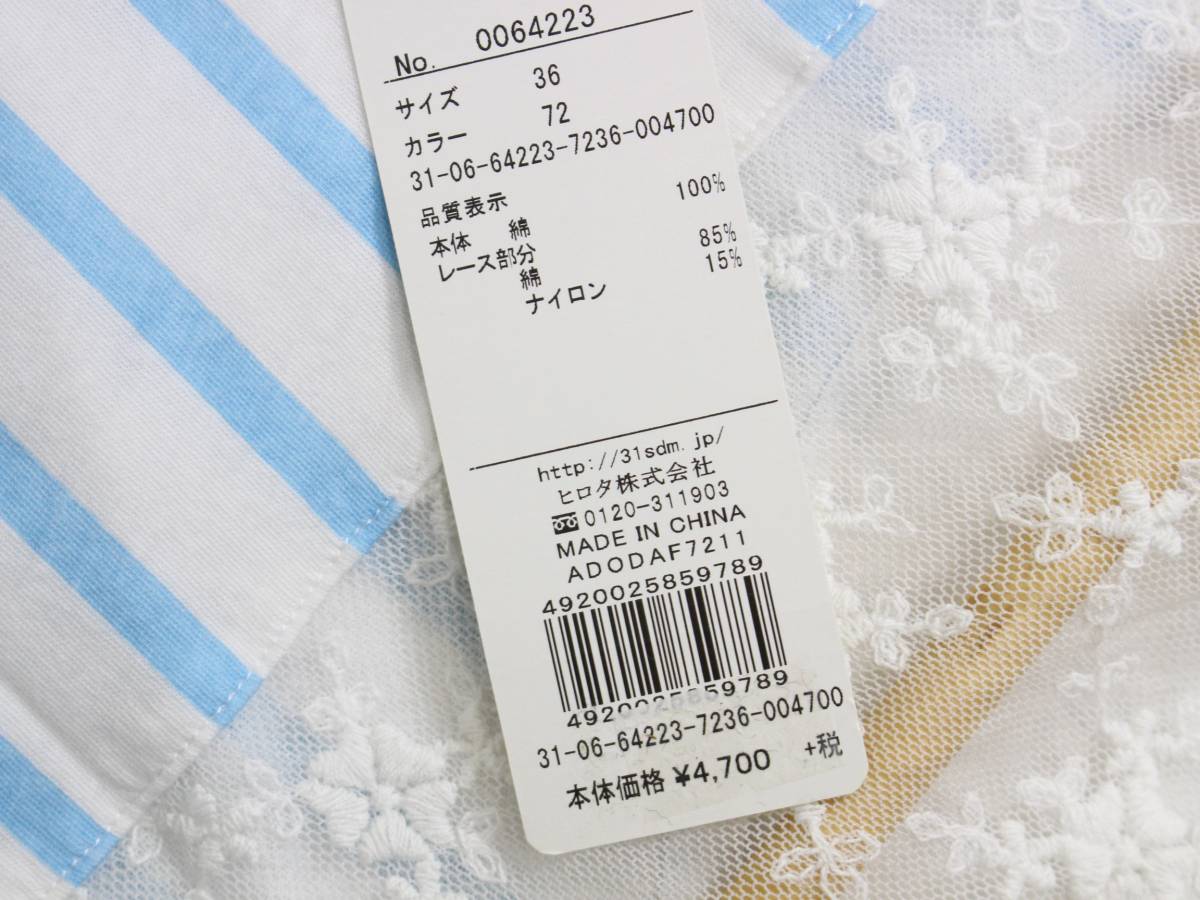 No. 0064223
サイズ 36
カラー 72
31-06-64223-7236-004700
品質表示
本体 綿 100%
レース部分
綿 85%
ナイロン 15%
http://31sdm.jp/
ヒロタ株式会社
0120-311903
MADE IN CHINA
ADODAF7211
4920025859789
4920025859789
31-06-64223-7236-004700
本体価格 ¥4,700 +税